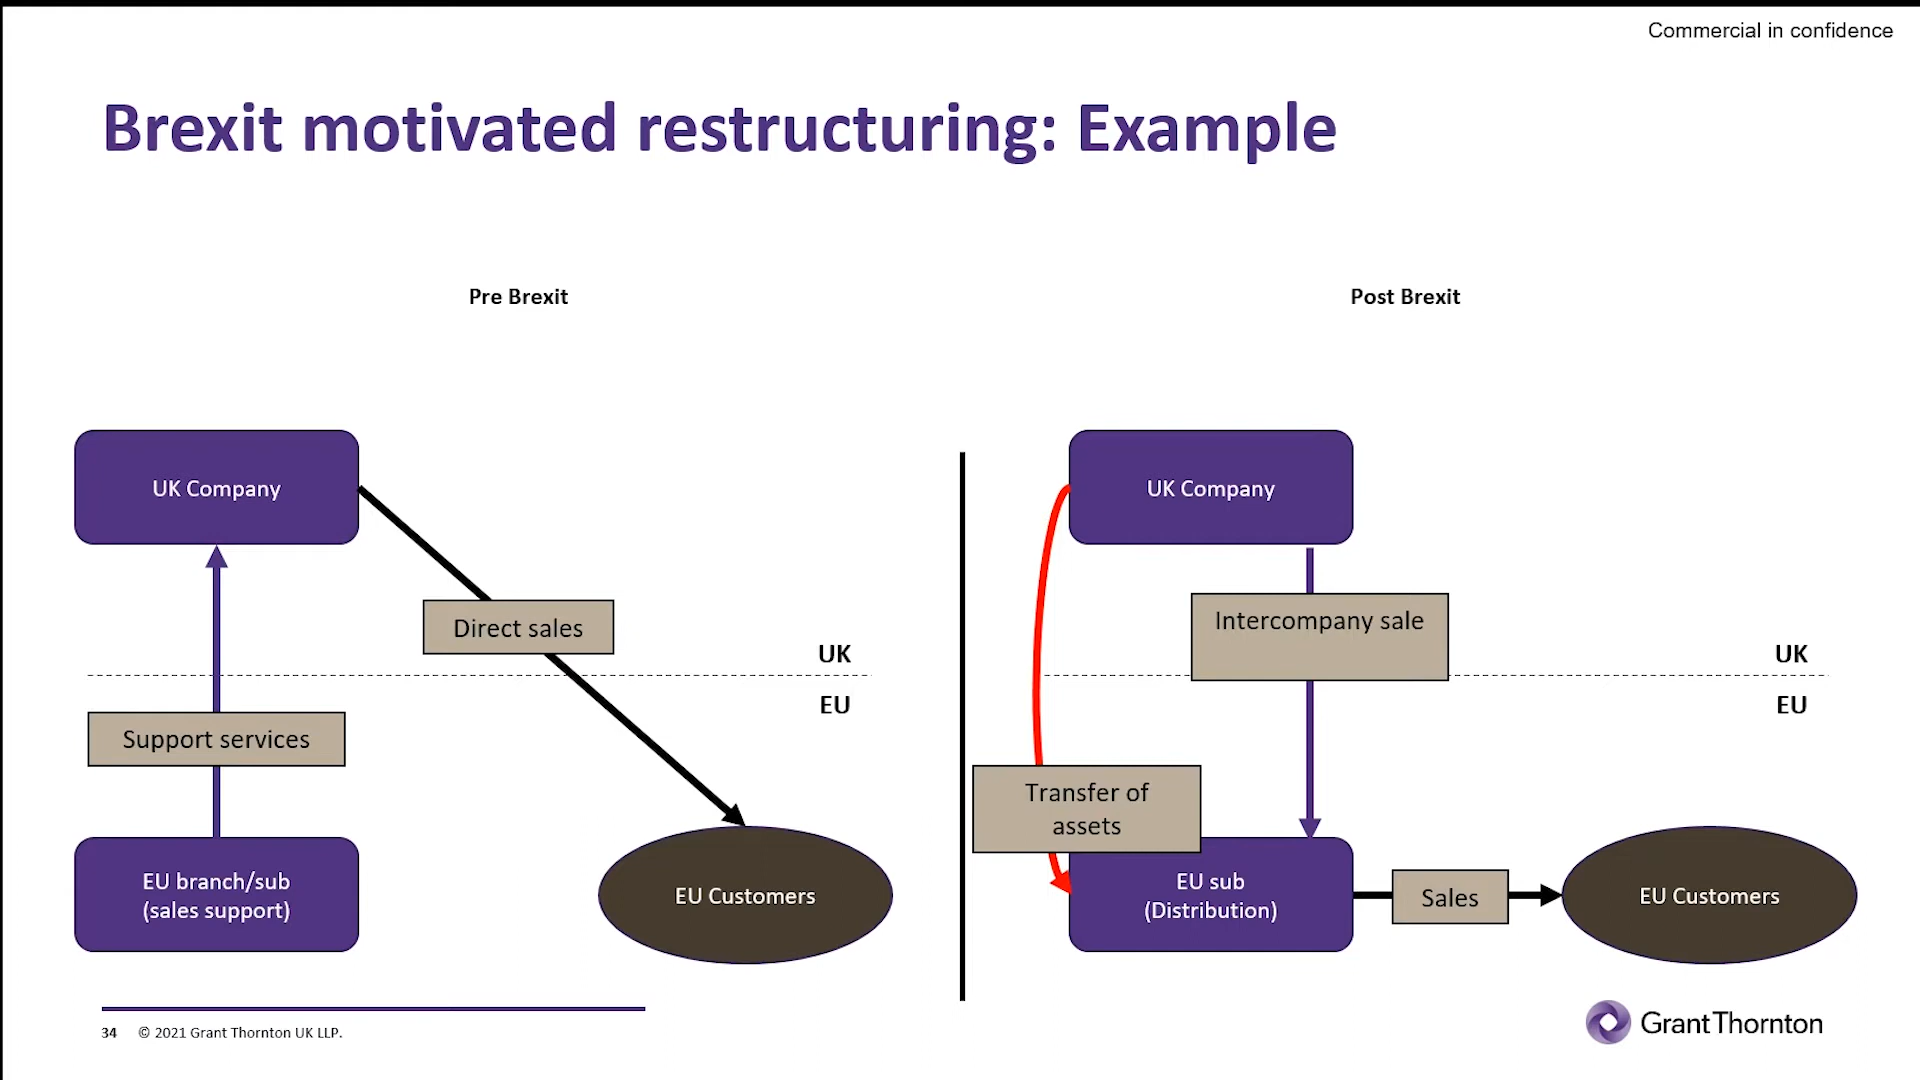 Commercial in confidence
Brexit motivated restructuring: Example
Pre Brexit
UK Company
Direct sales
UK
EU
Support services
EU branch/sub
(sales support)
EU Customers
Post Brexit
UK Company
Intercompany sale
UK
EU
Transfer of
assets
EU sub
(Distribution)
Sales
EU Customers
34 © 2021 Grant Thornton UK LLP.
GrantThornton